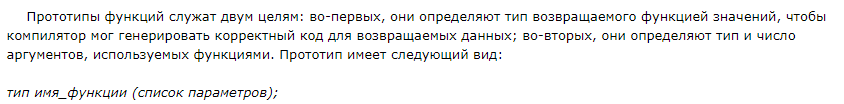 Прототипы функций служат двум целям: во-первых, они определяют тип возвращаемого функцией значений, чтобы
компилятор мог генерировать корректный код для возвращаемых данных; во-вторых, они определяют тип и число
аргументов, используемых функциями. Прототип имеет следующий вид:
тип имя_функции (список параметров);